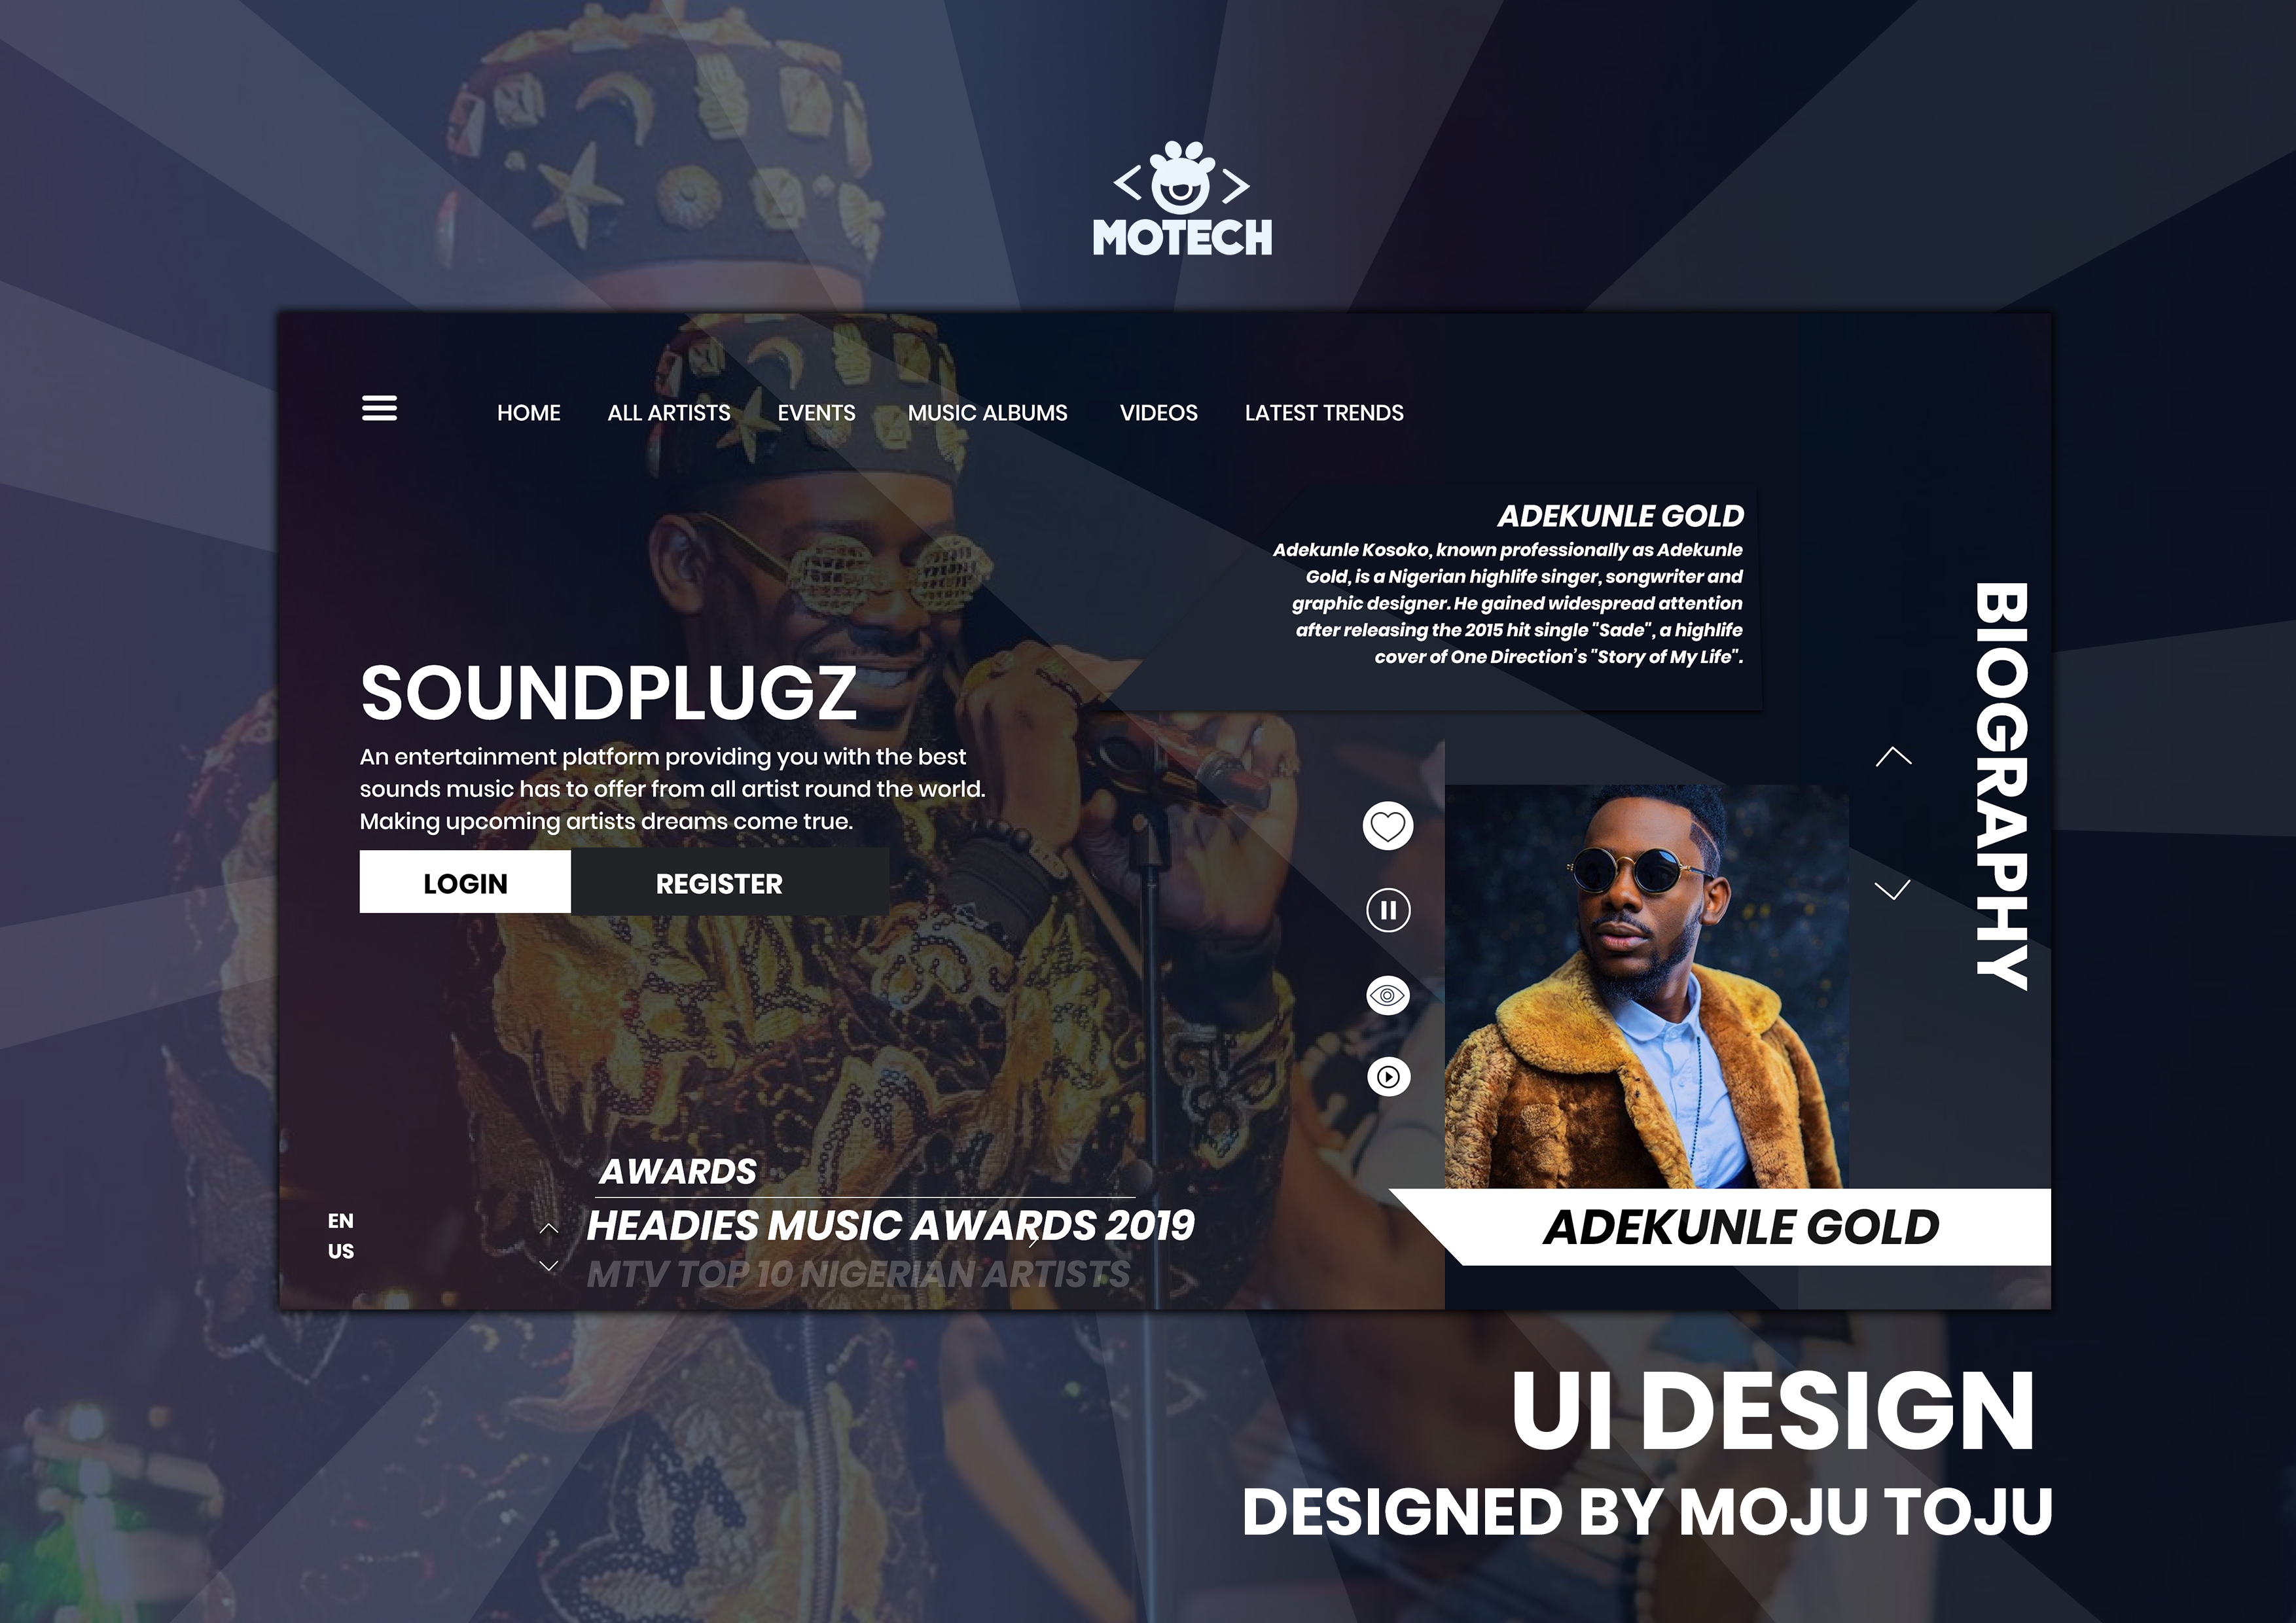 MOTECH
HOME ALL ARTISTS EVENTS MUSIC ALBUMS VIDEOS LATEST TRENDS
ADEKUNLE GOLD
Adekunle Kosoko, known professionally as Adekunle
Gold, is a Nigerian highlife singer, songwriter and
graphic designer. He gained widespread attention
after releasing the 2015 hit single "Sade", a highlife
cover of One Direction's "Story of My Life".
BIOGRAPHY
SOUNDPLUGZ
An entertainment platform providing you with the best
sounds music has to offer from all artist round the world.
Making upcoming artists dreams come true.
LOGIN REGISTER
AWARDS
HEADIES MUSIC AWARDS 2019
MTV TOP 10 NIGERIAN ARTISTS
EN
US
ADEKUNLE GOLD
UI DESIGN
DESIGNED BY MOJU TOJU